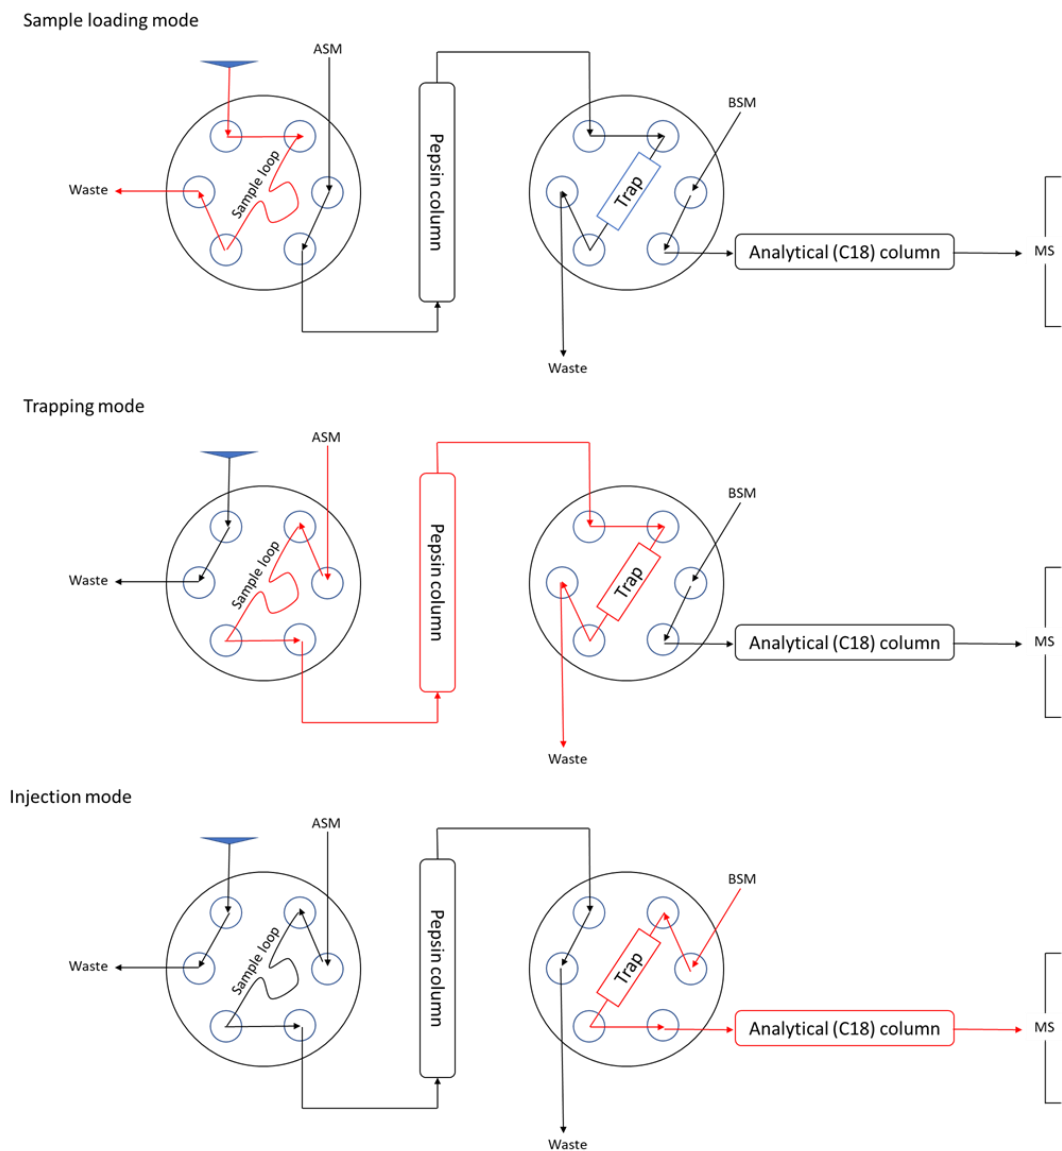 Sample loading mode
ASM
Waste
Sample loop
Pepsin column
BSM
Trap
Analytical (C18) column
MS
Waste
Trapping mode
ASM
Waste
Sample loop
Pepsin column
BSM
Trap
Analytical (C18) column
MS
Waste
Injection mode
ASM
Waste
Sample loop
Pepsin column
BSM
Trap
Analytical (C18) column
MS
Waste